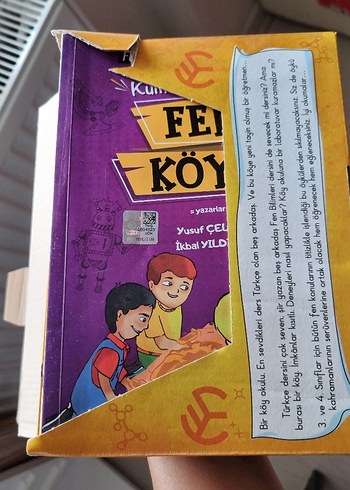 FE
KÖY
yazarlar
Yusuf ÇEL
İkbal YILDI
Bir köy okulu. En sevdikleri ders Türkçe olan beş arkadaş. Ve bu köye yeni tayin olmuş bir öğretmen...
Türkçe dersini çok seven, şiir yazan beş arkadaş Fen Bilimleri dersini de sevecek mi dersiniz? Ama
burası bir köy. İmkânlar kısıtlı. Deneyleri nasıl yapacaklar? Köy okuluna bir laboratuvar kuramazlar mı?
3. ve 4. Sınıflar için bütün fen konularının titizlikle işlendiği bu öykülerden sıkılmayacaksınız. Siz de öykü
kahramanlarının serüvenlerine ortak olacak hem öğrenecek hem eğleneceksiniz. İyi okumalar...